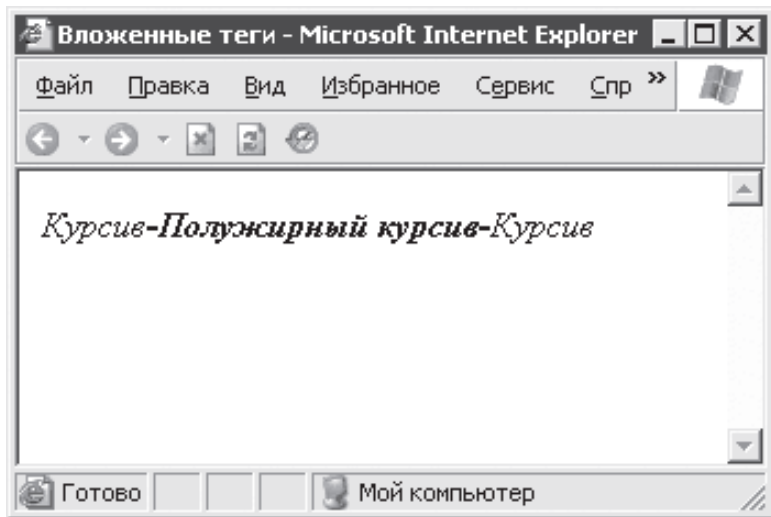 Вложенные теги - Microsoft Internet Explorer
Файл Правка Вид Избранное Сервис Спр »
Курсив-Полужирный курсив-Курсив
Готово Мой компьютер